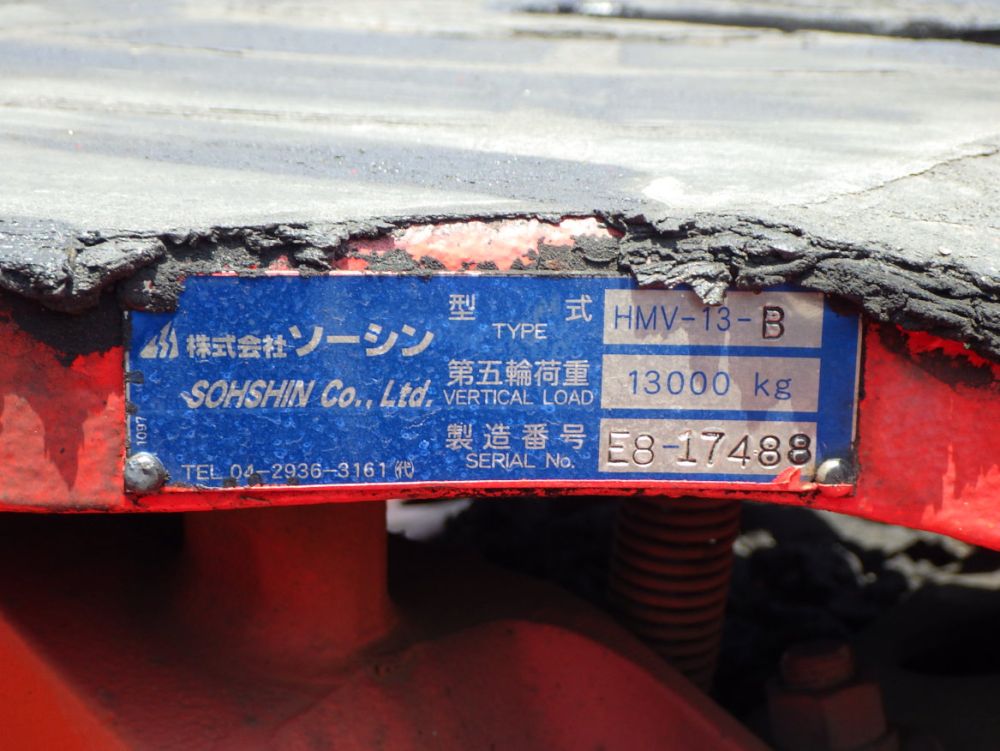 株式会社ソーシン
SOHSHIN Co., Ltd.
TEL 04-2936-3161 ㈹
1097
型 式 HMV-13-B
TYPE
第五輪荷重 13000 kg
VERTICAL LOAD
製造番号 E8-17488
SERIAL No.